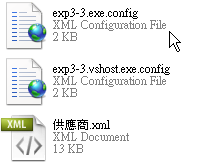 exp3-3.exe.config
XML Configuration File
2 KB
exp3-3.vshost.exe.config
XML Configuration File
2 KB
XML
供應商.xml
XML Document
13 KB